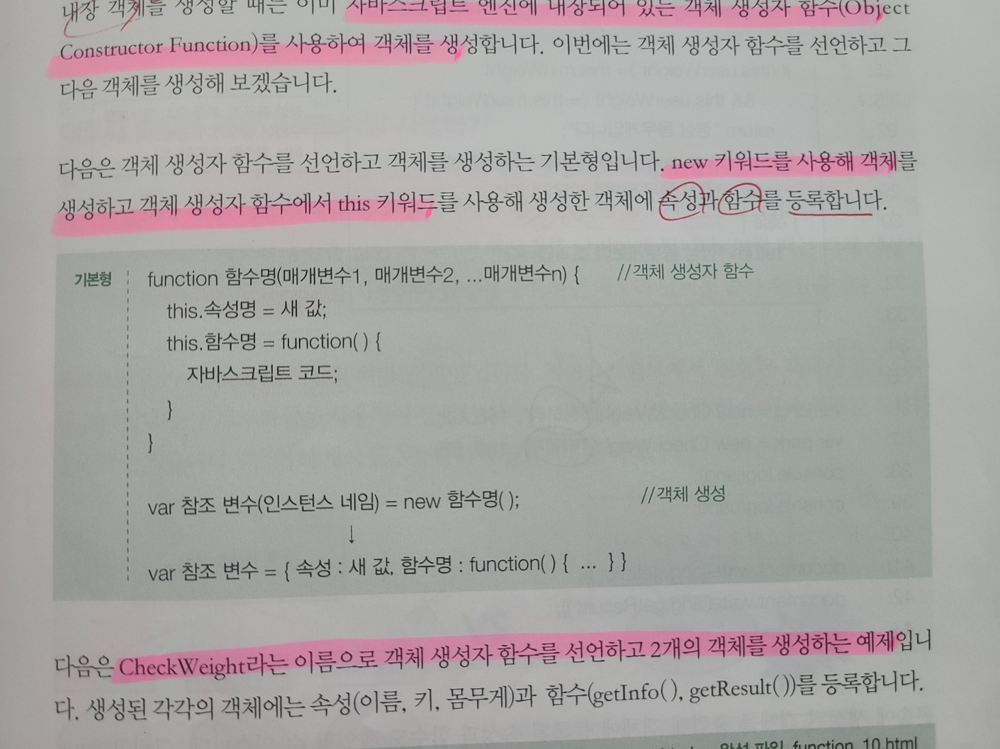 내장 객체를 생성할 때는 이미 자바스크립트 엔진에 내장되어 있는 객체 생성자 함수(Object
Constructor Function)를 사용하여 객체를 생성합니다. 이번에는 객체 생성자 함수를 선언하고 그
다음 객체를 생성해 보겠습니다.
다음은 객체 생성자 함수를 선언하고 객체를 생성하는 기본형입니다. new 키워드를 사용해 객체를
생성하고 객체 생성자 함수에서 this 키워드를 사용해 생성한 객체에 속성과 함수를 등록합니다.
기본형 function 함수명(매개변수1, 매개변수2, ...매개변수n) { //객체 생성자 함수
this.속성명 = 새 값;
this.함수명 = function( ) {
자바스크립트 코드;
}
}
var 참조 변수(인스턴스 네임) = new 함수명( ); //객체 생성
↓
var 참조 변수 = { 속성 : 새 값, 함수명 : function( ) { ... } }
다음은 CheckWeight라는 이름으로 객체 생성자 함수를 선언하고 2개의 객체를 생성하는 예제입니
다. 생성된 각각의 객체에는 속성(이름, 키, 몸무게)과 함수(getInfo( ), getResult( ))를 등록합니다.
완성 파일 function_10.html